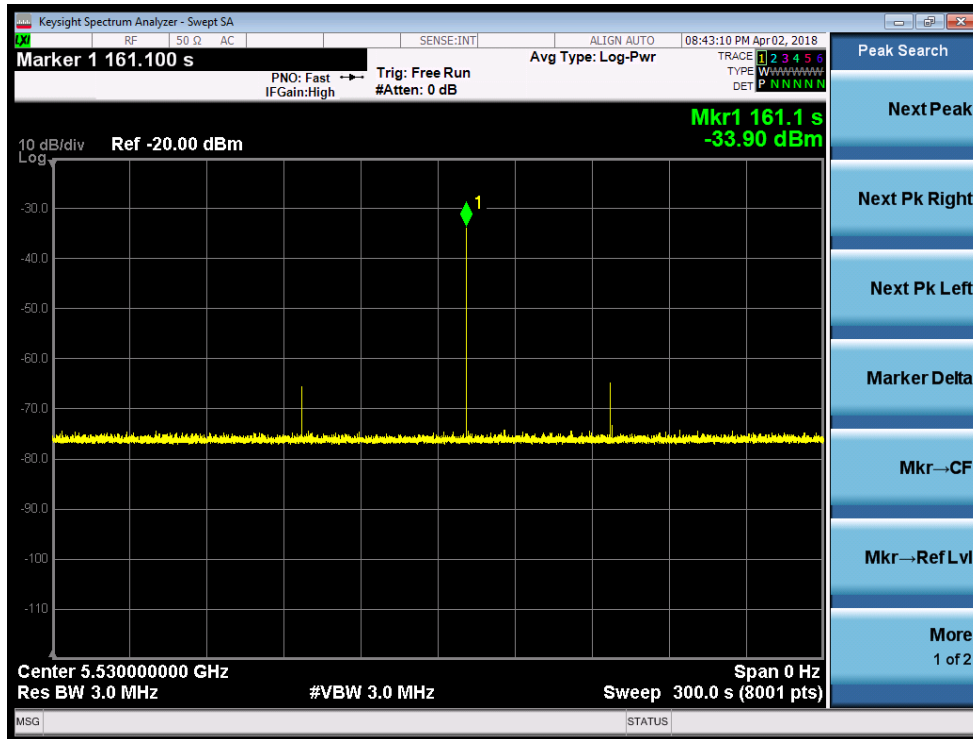 Keysight Spectrum Analyzer - Swept SA
LXI
RF 50 Ω AC SENSE:INT ALIGN AUTO 08:43:10 PM Apr 02, 2018
Marker 1 161.100 s
PNO: Fast
IFGain:High
Trig: Free Run
#Atten: 0 dB
Avg Type: Log-Pwr
TRACE 1 2 3 4 5 6
TYPE WWWWWW
DET P N N N N N
Mkr1 161.1 s
-33.90 dBm
10 dB/div Ref -20.00 dBm
Log
1
-30.0
-40.0
-50.0
-60.0
-70.0
-80.0
-90.0
-100
-110
Center 5.530000000 GHz Span 0 Hz
Res BW 3.0 MHz #VBW 3.0 MHz Sweep 300.0 s (8001 pts)
MSG STATUS
Peak Search
Next Peak
Next Pk Right
Next Pk Left
Marker Delta
Mkr→CF
Mkr→Ref Lvl
More
1 of 2